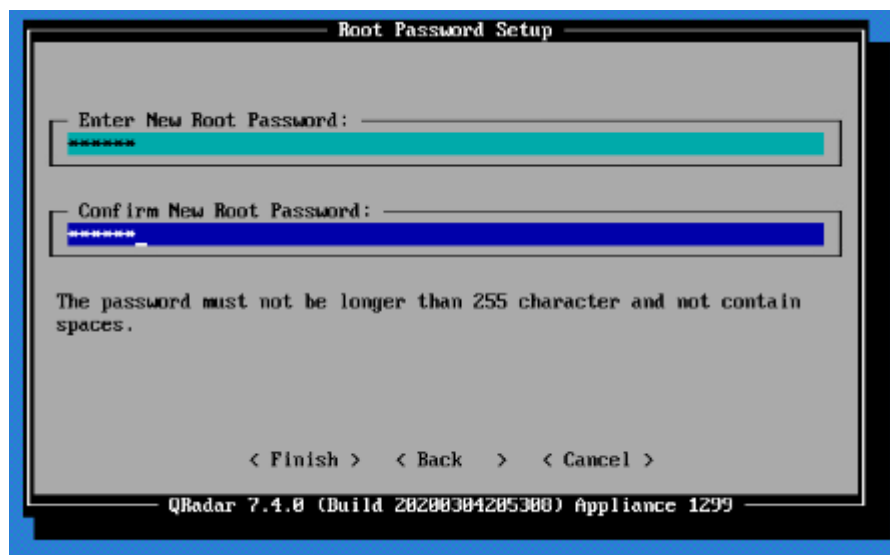 Root Password Setup
Enter New Root Password:
******
Confirm New Root Password:
******_
The password must not be longer than 255 character and not contain
spaces.
< Finish > < Back > < Cancel >
QRadar 7.4.0 (Build 20200304205308) Appliance 1299